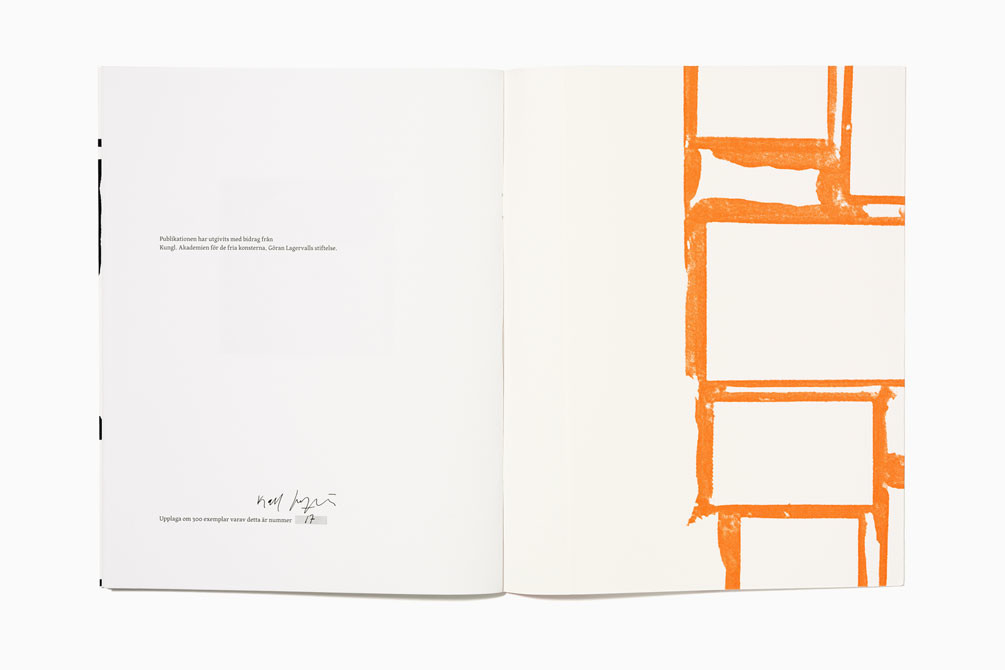 Publikationen har utgivits med bidrag från
Kungl. Akademien för de fria konsterna, Göran Lagervalls stiftelse.
Upplaga om 300 exemplar varav detta är nummer 17